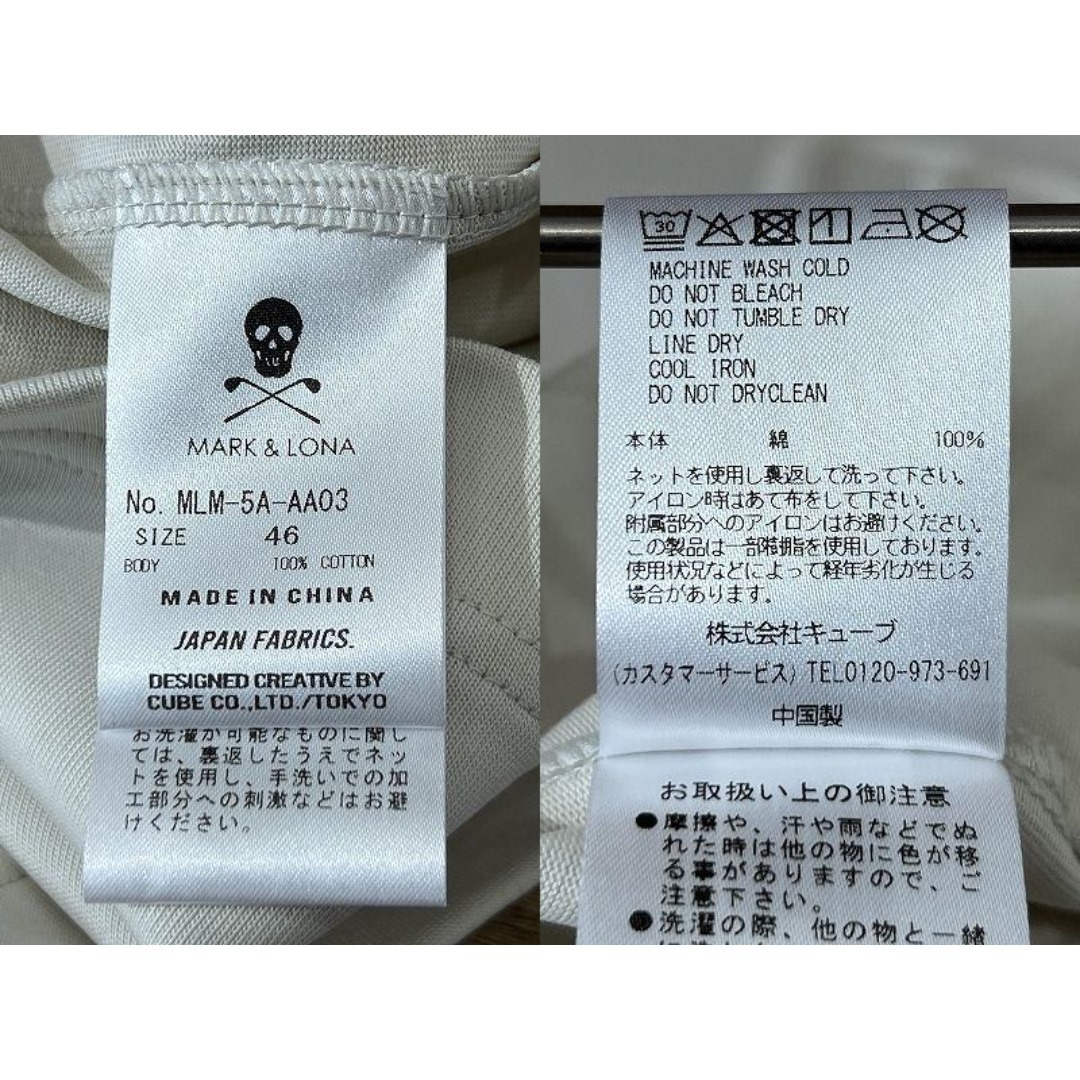 MARK & LONA
No. MLM-5A-AA03
SIZE 46
BODY 100% COTTON
MADE IN CHINA
JAPAN FABRICS.
DESIGNED CREATIVE BY
CUBE CO.,LTD./TOKYO
お洗濯が可能なものに関し
ては、裏返したうえでネッ
トを使用し、手洗いでの加
工部分への刺激などはお避
けください。
30 1
MACHINE WASH COLD
DO NOT BLEACH
DO NOT TUMBLE DRY
LINE DRY
COOL IRON
DO NOT DRYCLEAN
本体 綿 100%
ネットを使用し裏返して洗って下さい。
アイロン時はあて布をして下さい。
附属部分へのアイロンはお避けください。
この製品は一部樹脂を使用しております。
使用状況などによって経年劣化が生じる
場合があります。
株式会社キューブ
(カスタマーサービス) TEL0120-973-691
中国製
お取扱い上の御注意
●摩擦や、汗や雨などでぬ
れた時は他の物に色が移
る事がありますので、ご
注意下さい。
●洗濯の際、他の物と一緒